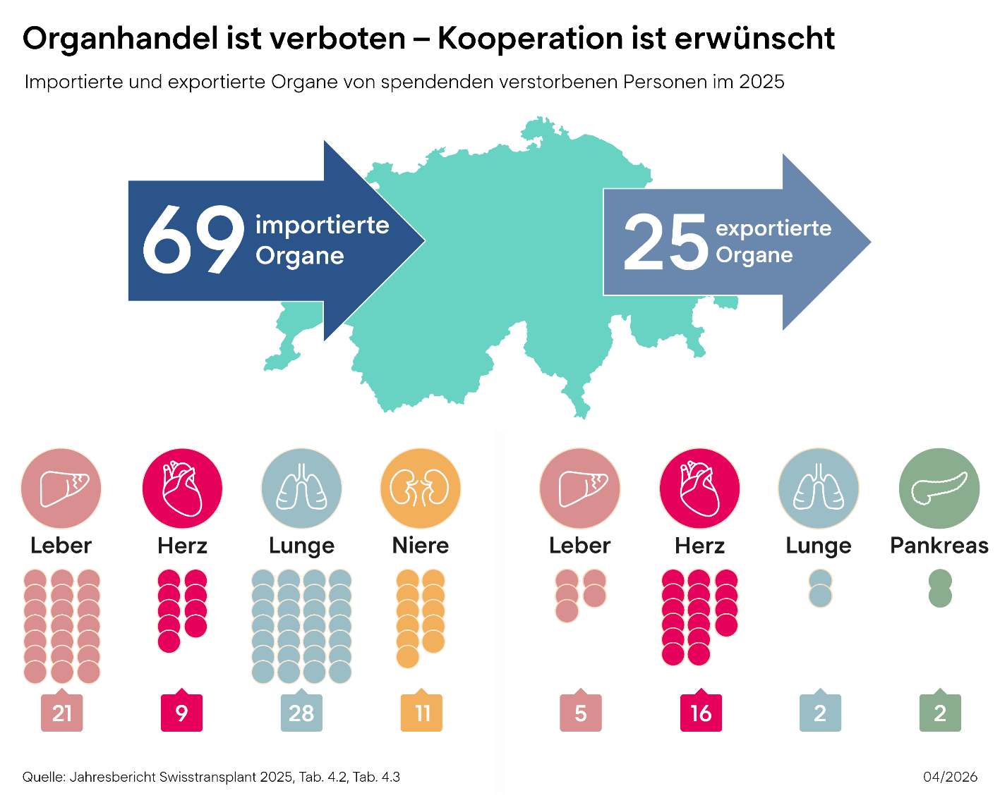 Organhandel ist verboten – Kooperation ist erwünscht
Importierte und exportierte Organe von spendenden verstorbenen Personen im 2025
69 importierte
Organe
25 exportierte
Organe
Leber
Herz
Lunge
Niere
Leber
Herz
Lunge
Pankreas
21
9
28
11
5
16
2
2
Quelle: Jahresbericht Swisstransplant 2025, Tab. 4.2, Tab. 4.3
04/2026